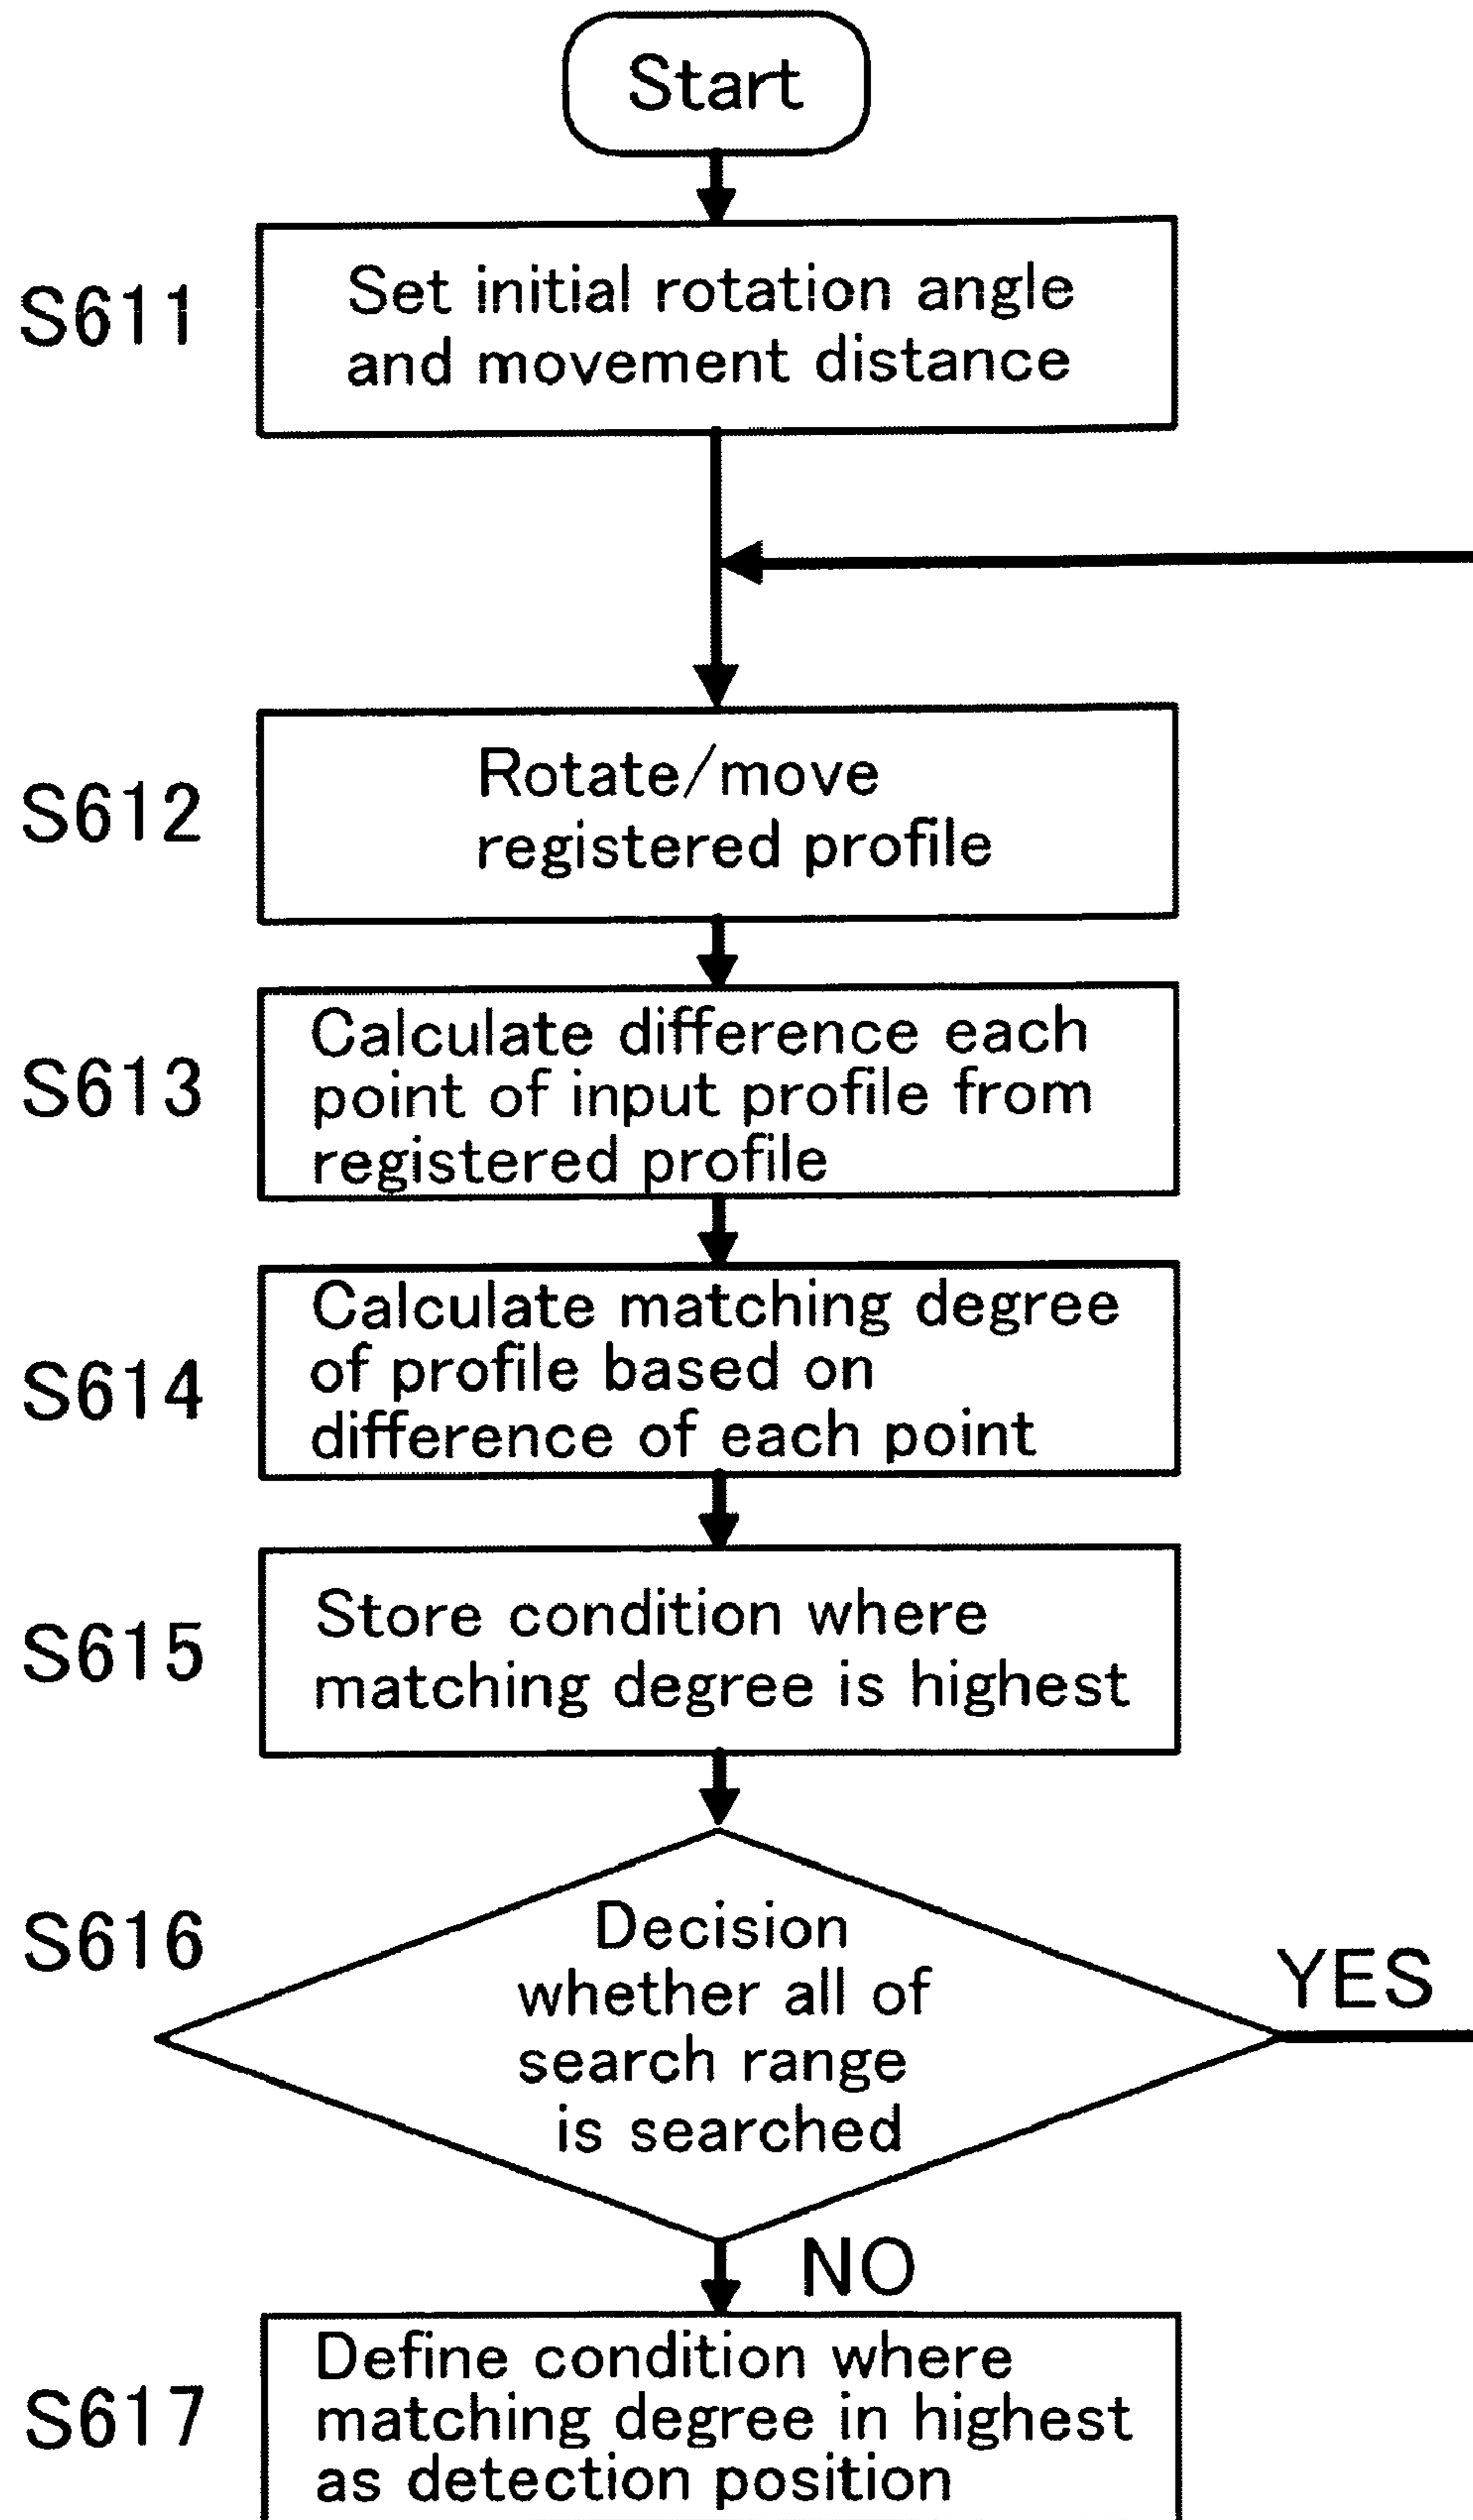 Start
S611
Set initial rotation angle
and movement distance
S612
Rotate/move
registered profile
S613
Calculate difference each
point of input profile from
registered profile
S614
Calculate matching degree
of profile based on
difference of each point
S615
Store condition where
matching degree is highest
S616
Decision
whether all of
search range
is searched
YES
NO
S617
Define condition where
matching degree in highest
as detection position